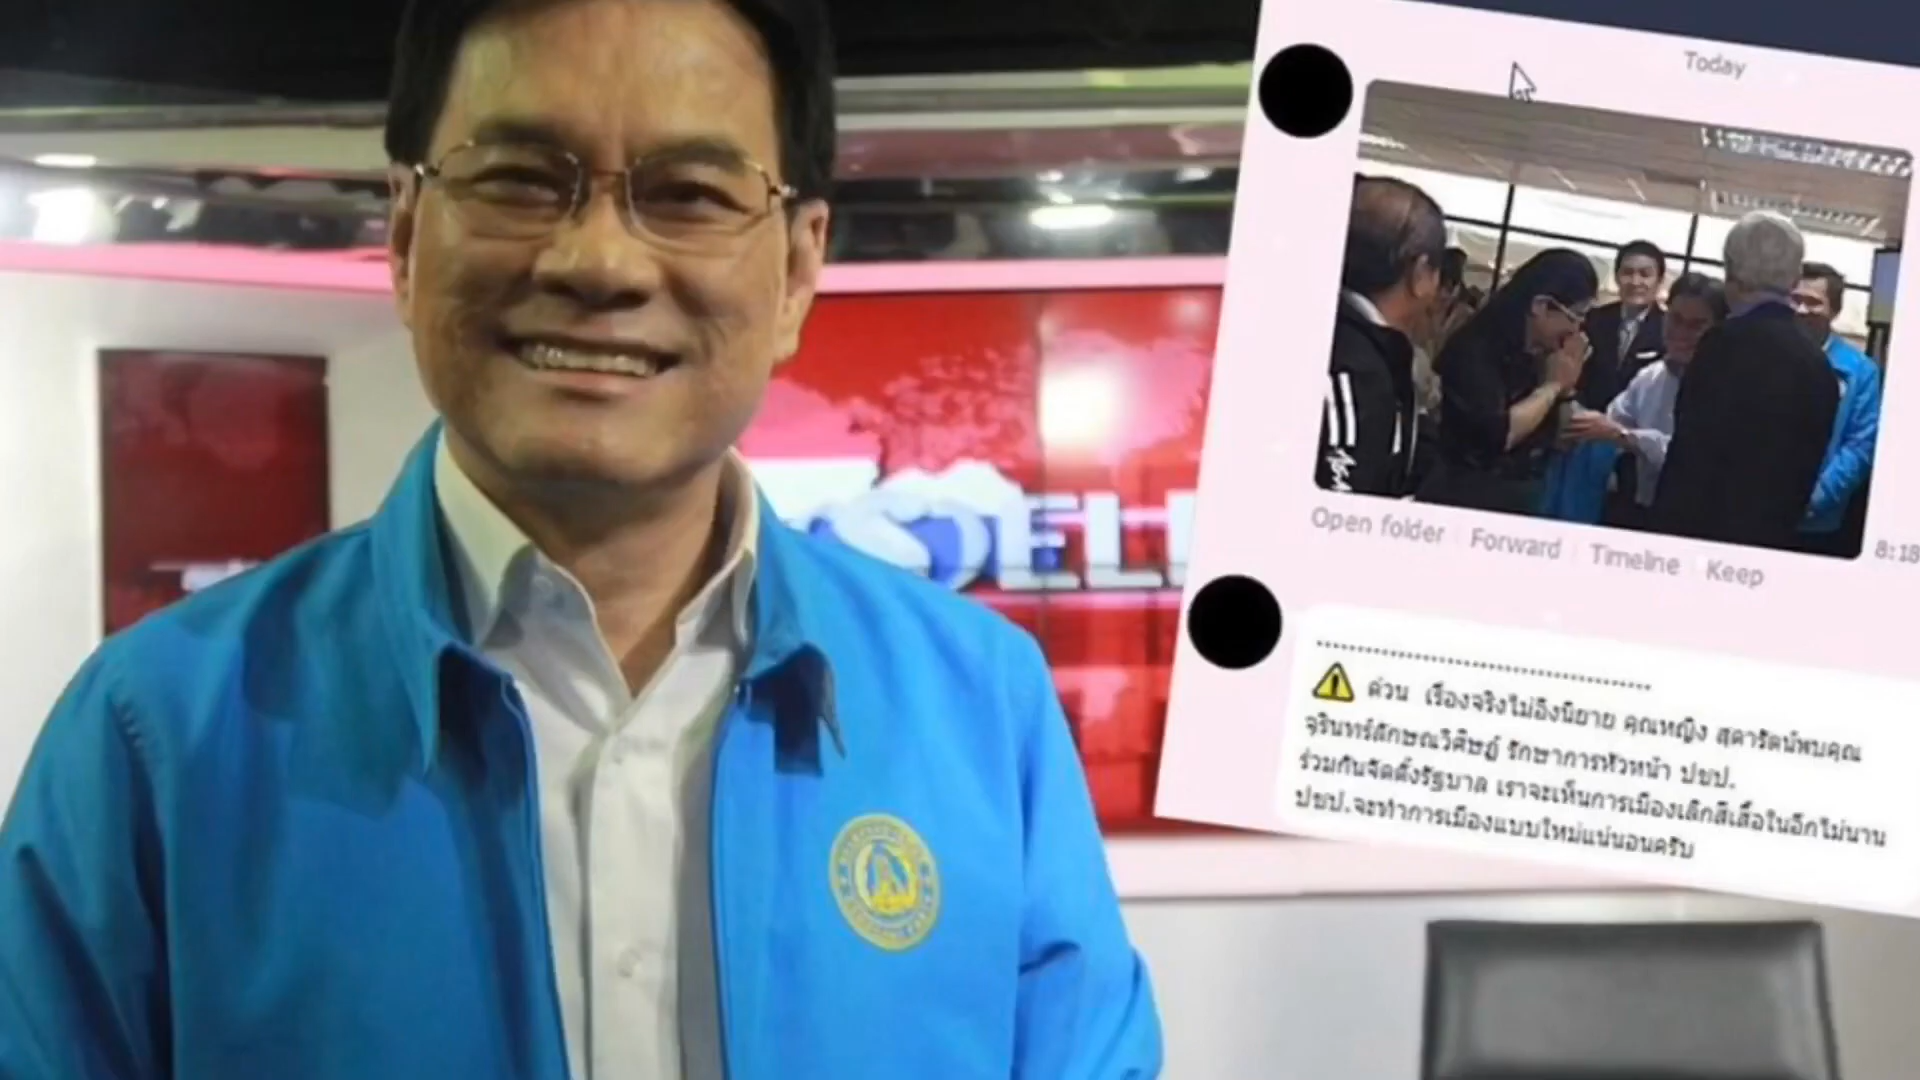 Today
Open folder Forward Timeline Keep
8:18
ด่วน เรื่องจริงไม่อิงนิยาย คุณหญิง สุดารัตน์พบคุณ
จุรินทร์ลักษณวิศิษฏ์ รักษาการหัวหน้า ปชป.
ร่วมกันจัดตั้งรัฐบาล เราจะเห็นการเมืองเลิกสีเสื้อในอีกไม่นาน
ปชป.จะทำการเมืองแบบใหม่แน่นอนครับ